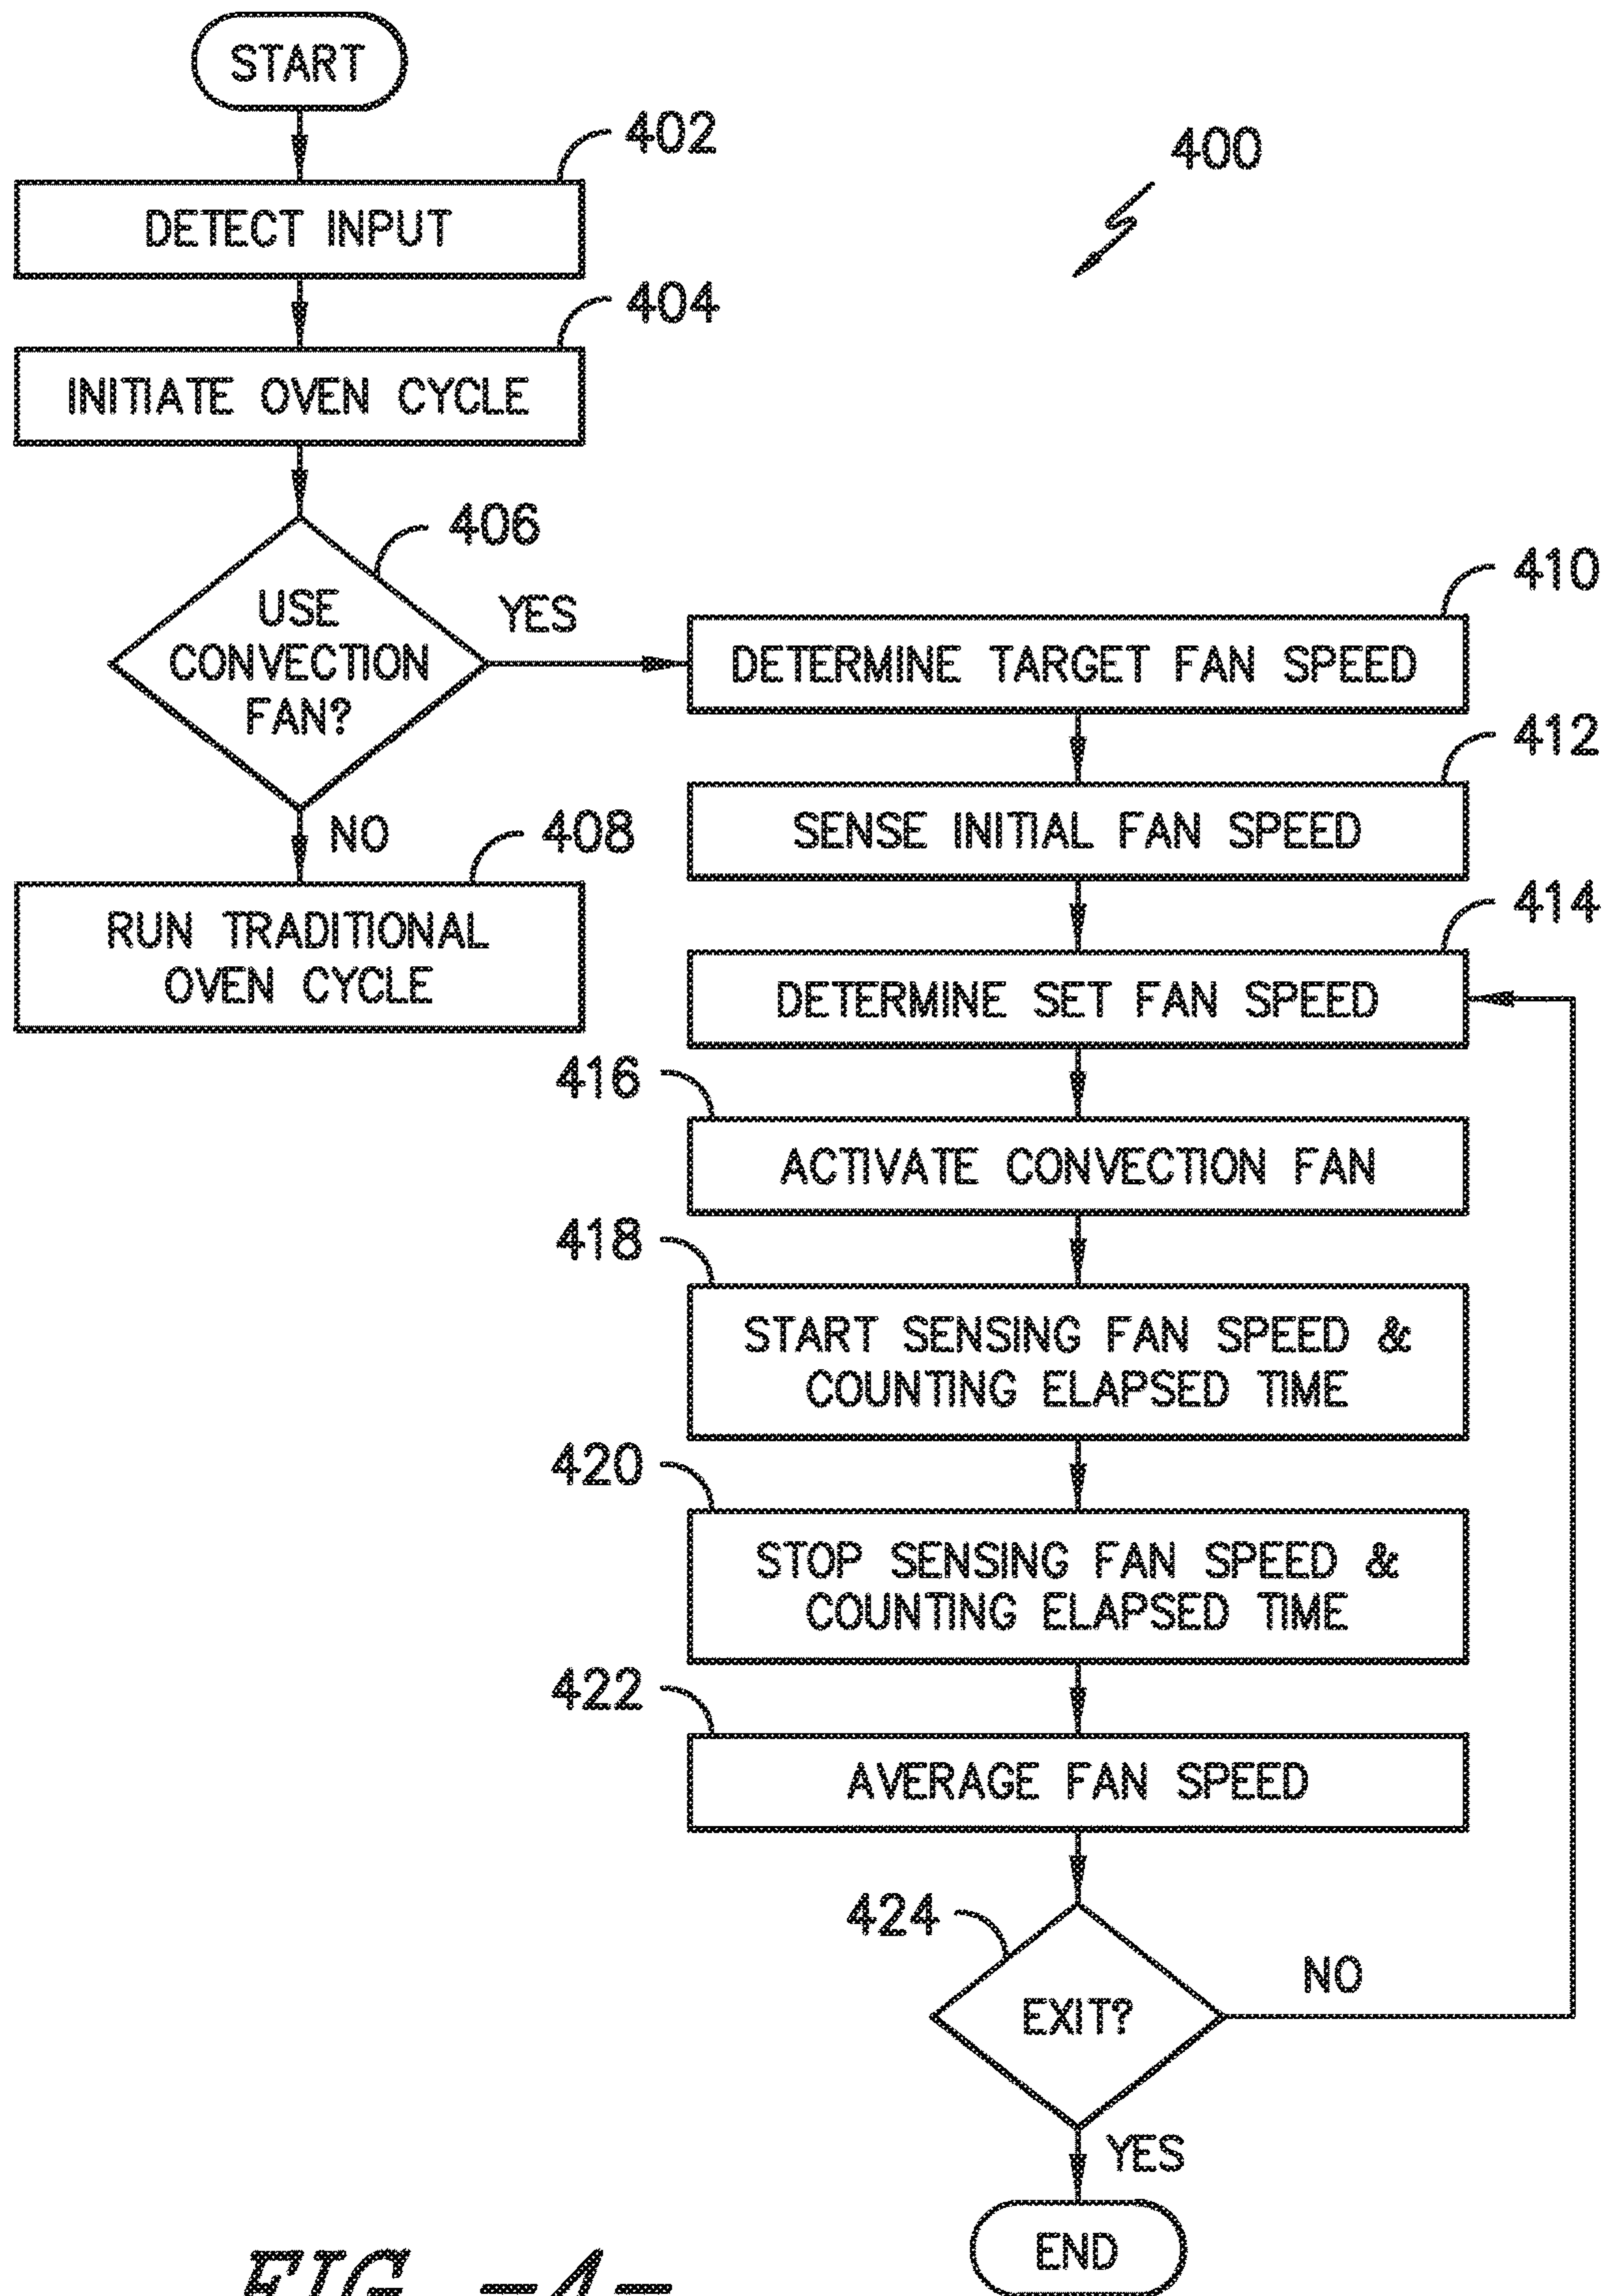 START
402
DETECT INPUT
400
404
INITIATE OVEN CYCLE
406
USE
CONVECTION
FAN?
YES
NO
408
RUN TRADITIONAL
OVEN CYCLE
410
DETERMINE TARGET FAN SPEED
412
SENSE INITIAL FAN SPEED
414
DETERMINE SET FAN SPEED
416
ACTIVATE CONVECTION FAN
418
START SENSING FAN SPEED &
COUNTING ELAPSED TIME
420
STOP SENSING FAN SPEED &
COUNTING ELAPSED TIME
422
AVERAGE FAN SPEED
424
EXIT?
NO
YES
END
FIG. -4-